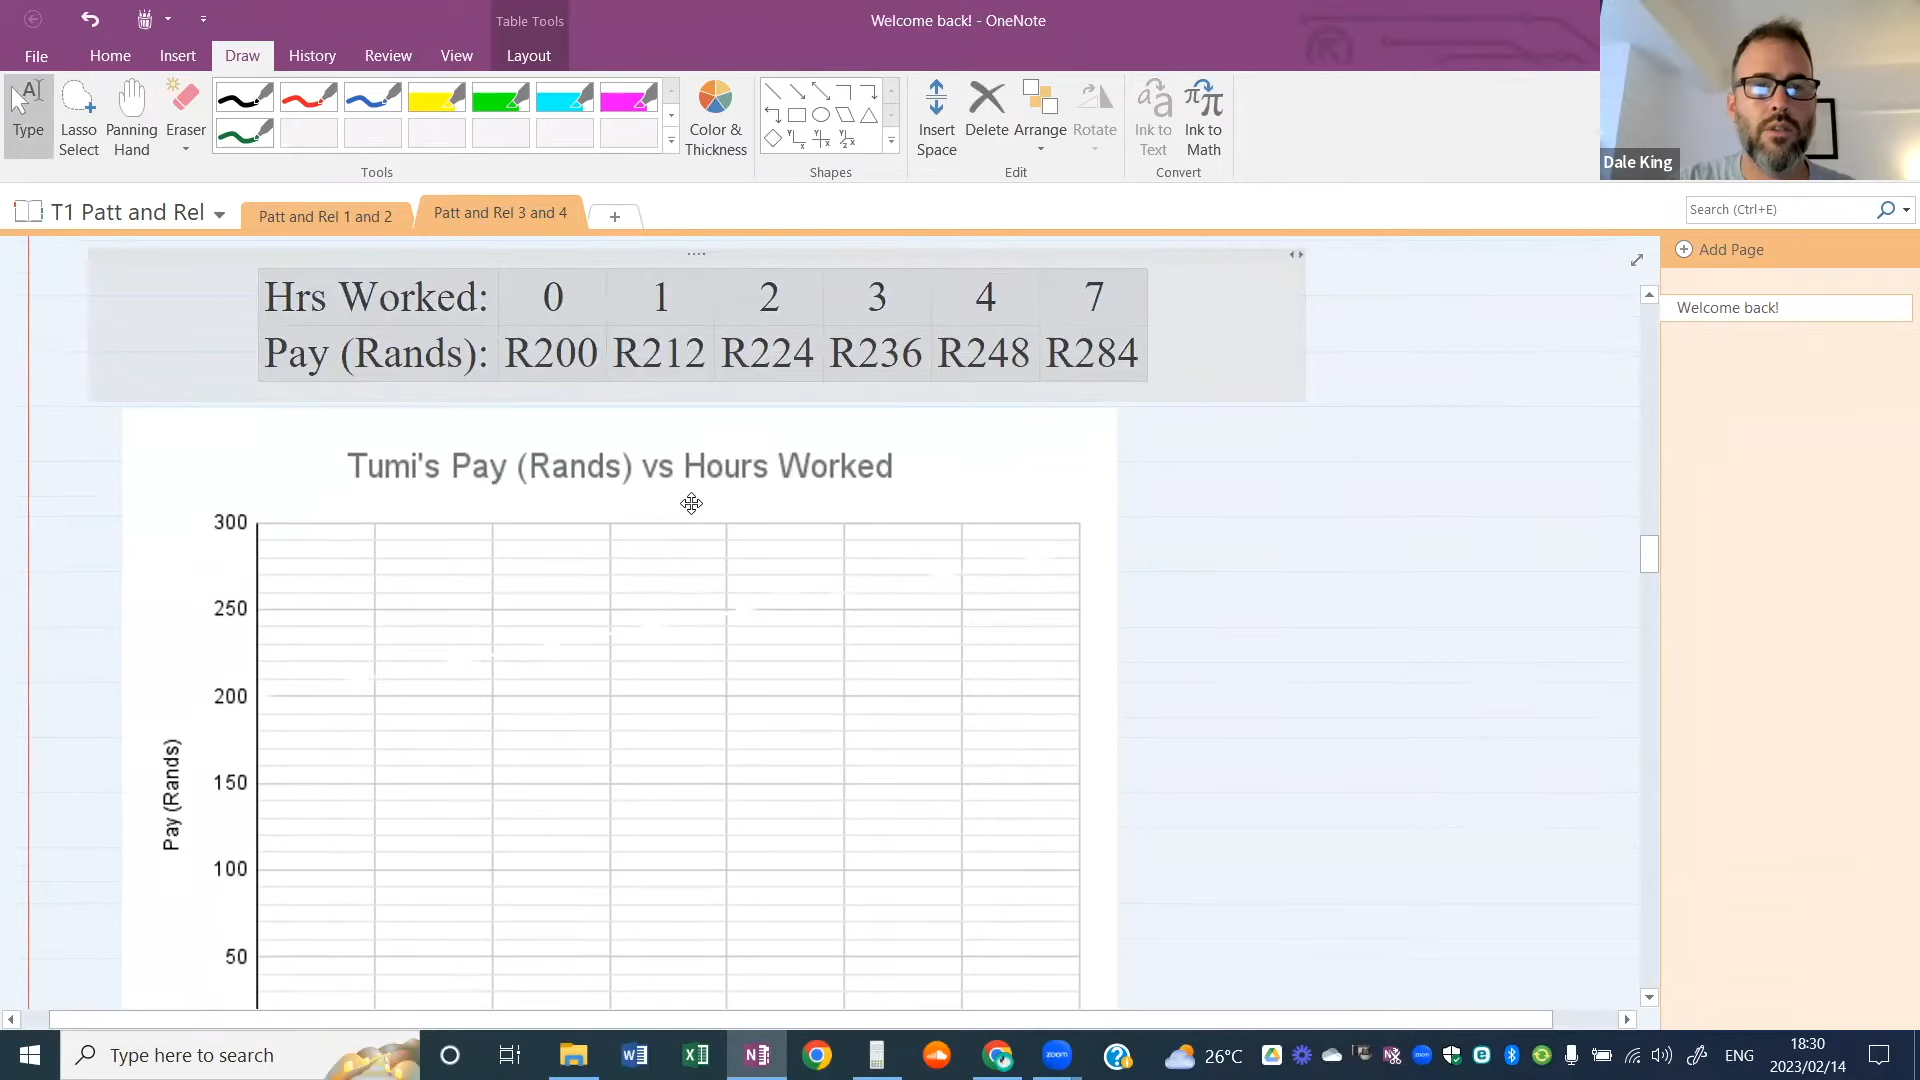 Table Tools
Welcome back! - OneNote
File
Home
Insert
Draw
History
Review
View
Layout
Type
Lasso
Select
Panning
Hand
Eraser
Color &
Thickness
Insert
Space
Delete
Arrange
Rotate
Ink to
Text
Ink to
Math
Tools
Shapes
Edit
Convert
Dale King
T1 Patt and Rel
Patt and Rel 1 and 2
Patt and Rel 3 and 4
Search (Ctrl+E)
Add Page
Welcome back!
Hrs Worked: 0 1 2 3 4 7
Pay (Rands): R200 R212 R224 R236 R248 R284
Tumi's Pay (Rands) vs Hours Worked
300
250
200
150
100
50
Pay (Rands)
Type here to search
26°C
ENG
18:30
2023/02/14